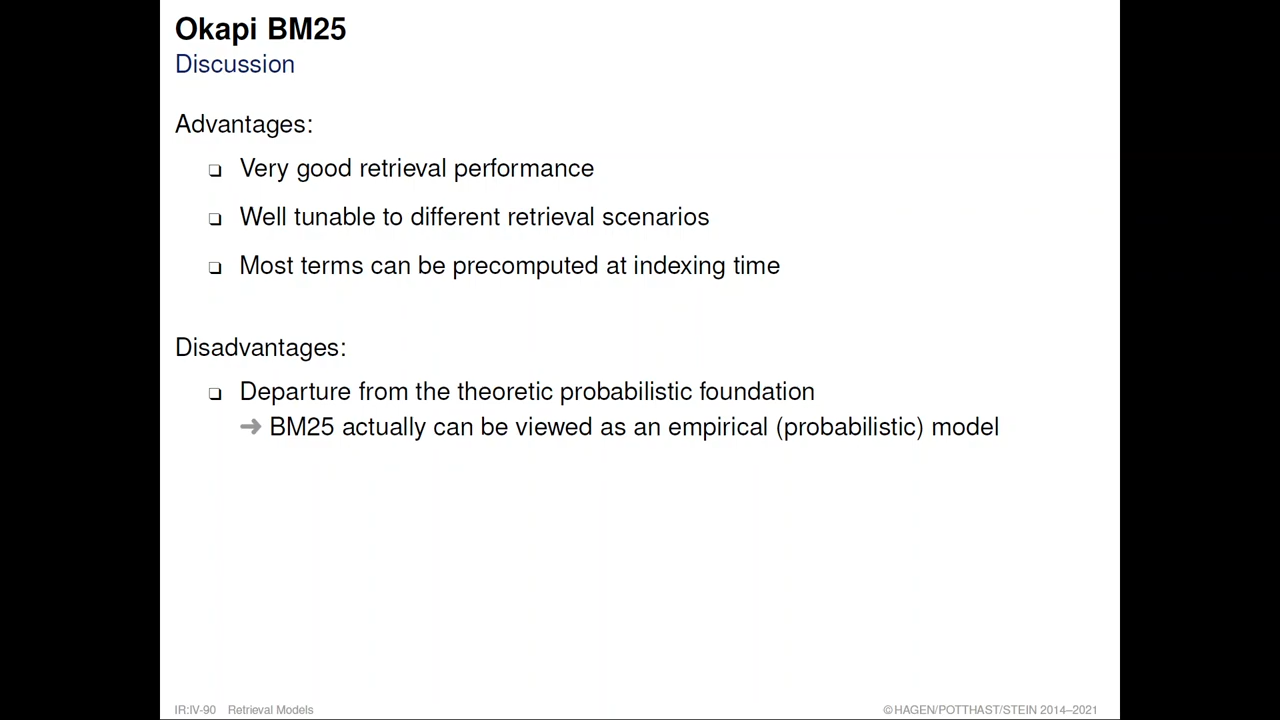 Okapi BM25
Discussion
Advantages:
❏ Very good retrieval performance
❏ Well tunable to different retrieval scenarios
❏ Most terms can be precomputed at indexing time
Disadvantages:
❏ Departure from the theoretic probabilistic foundation
➜ BM25 actually can be viewed as an empirical (probabilistic) model
IR:IV-90 Retrieval Models
©HAGEN/POTTHAST/STEIN 2014–2021